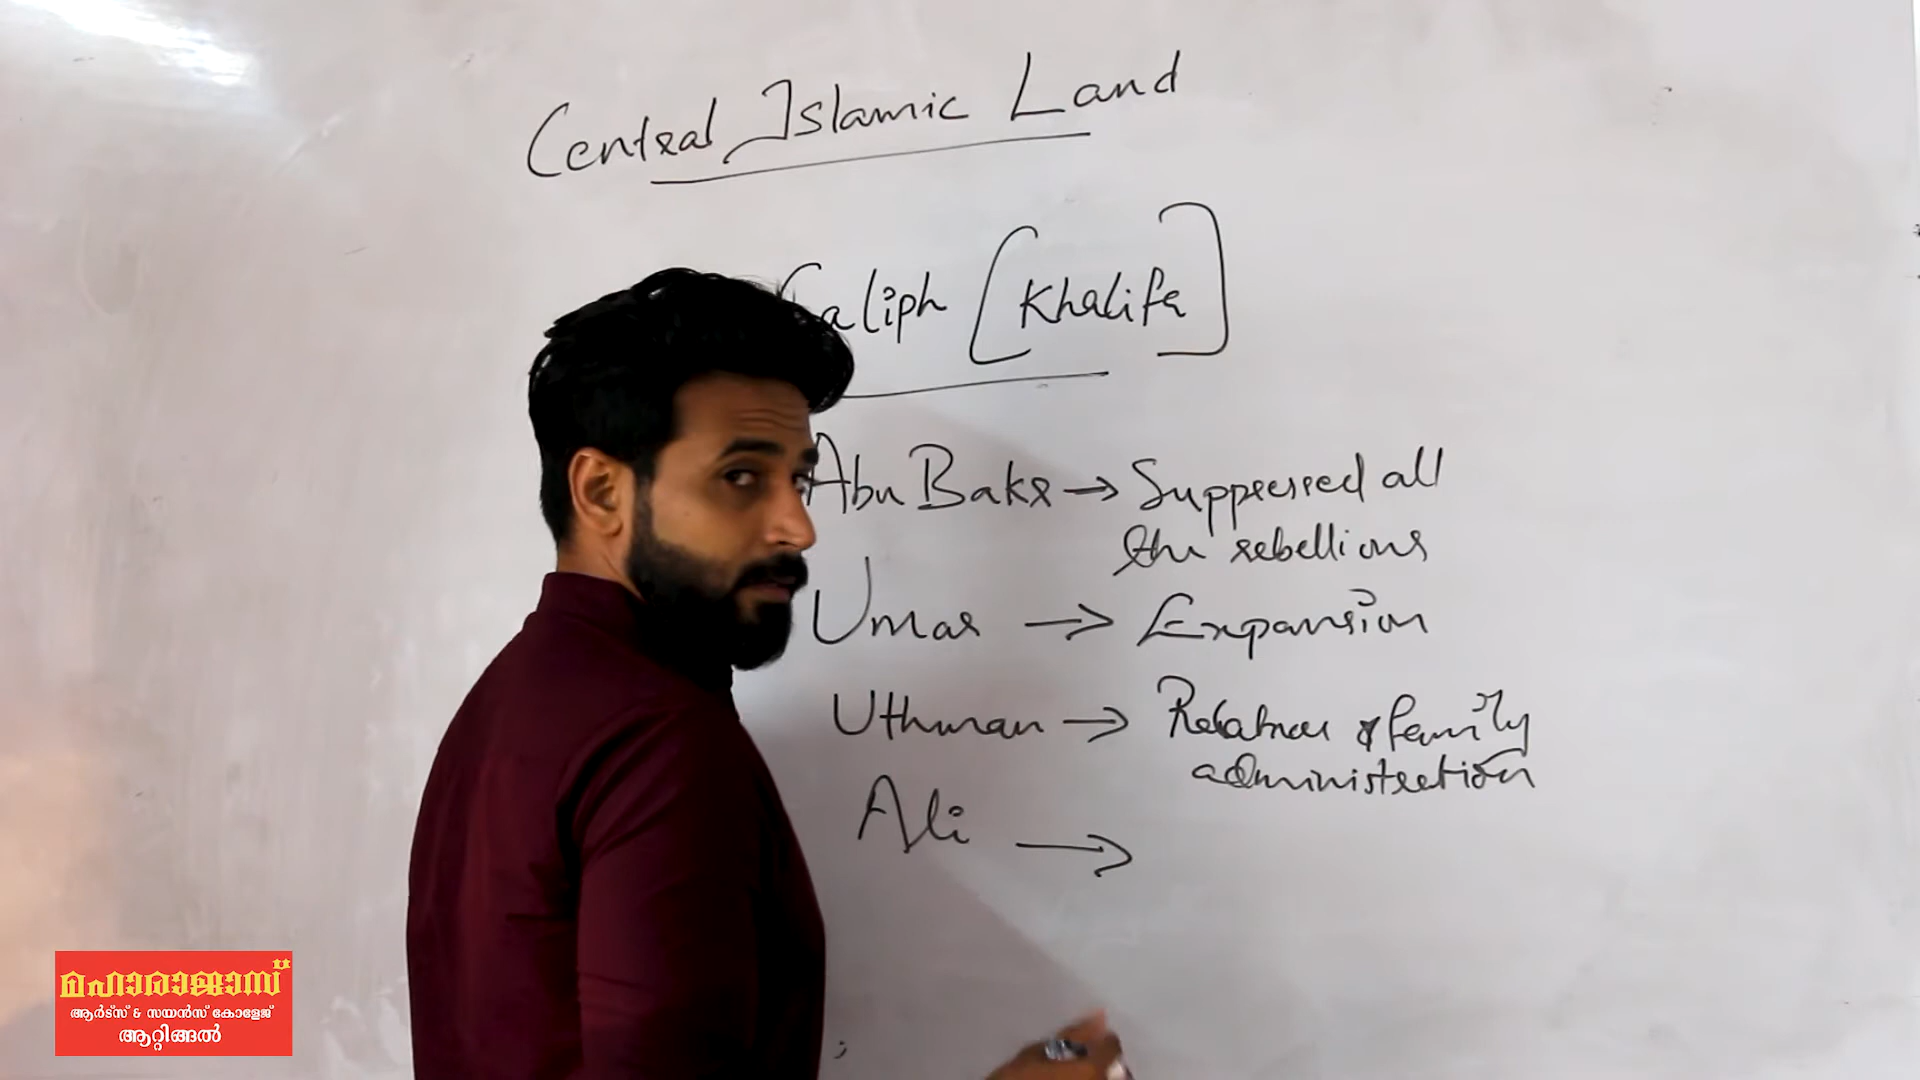 Central Islamic Land
Caliph [Khalifa]
Abu Bakr → Suppressed all
the rebellions
Umar → Expansion
Uthman → Relatives & family
administration
Ali →
മഹാരാജാസ്
ആർട്സ് & സയൻസ് കോളേജ്
ആറ്റിങ്ങൽ